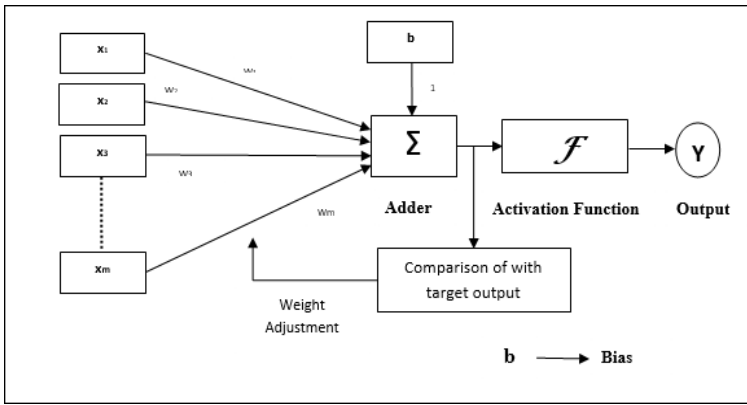 x₁
b
W₁
1
x₂
W₂
x₃
W₃
Σ
ℱ
Y
Adder
Activation Function
Output
Wm
xm
Comparison of with
target output
Weight
Adjustment
b
Bias